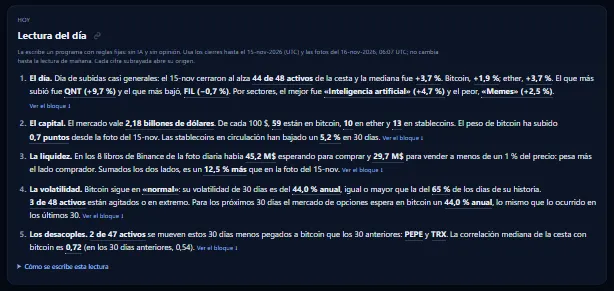 HOY
Lectura del día
La escribe un programa con reglas fijas: sin IA y sin opinión. Usa los cierres hasta el 15-nov-2026 (UTC) y las fotos del 16-nov-2026, 06:07 UTC; no cambia
hasta la lectura de mañana. Cada cifra subrayada abre su origen.
1. El día. Día de subidas casi generales: el 15-nov cerraron al alza 44 de 48 activos de la cesta y la mediana fue +3,7 %. Bitcoin, +1,9 %; ether, +3,7 %. El que más
subió fue QNT (+9,7 %) y el que más bajó, FIL (−0,7 %). Por sectores, el mejor fue «Inteligencia artificial» (+4,7 %) y el peor, «Memes» (+2,5 %).
Ver el bloque ↓
2. El capital. El mercado vale 2,18 billones de dólares. De cada 100 $, 59 están en bitcoin, 10 en ether y 13 en stablecoins. El peso de bitcoin ha subido
0,7 puntos desde la foto del 15-nov. Las stablecoins en circulación han bajado un 5,2 % en 30 días. Ver el bloque ↓
3. La liquidez. En los 8 libros de Binance de la foto diaria había 45,2 M$ esperando para comprar y 29,7 M$ para vender a menos de un 1 % del precio: pesa más
el lado comprador. Sumados los dos lados, es un 12,5 % más que en la foto del 15-nov. Ver el bloque ↓
4. La volatilidad. Bitcoin sigue en «normal»: su volatilidad de 30 días es del 44,0 % anual, igual o mayor que la del 65 % de los días de su historia.
3 de 48 activos están agitados o en extremo. Para los próximos 30 días el mercado de opciones espera en bitcoin un 44,0 % anual, lo mismo que lo ocurrido en
los últimos 30. Ver el bloque ↓
5. Los desacoples. 2 de 47 activos se mueven estos 30 días menos pegados a bitcoin que los 30 anteriores: PEPE y TRX. La correlación mediana de la cesta con
bitcoin es 0,72 (en los 30 días anteriores, 0,54). Ver el bloque ↓
Cómo se escribe esta lectura